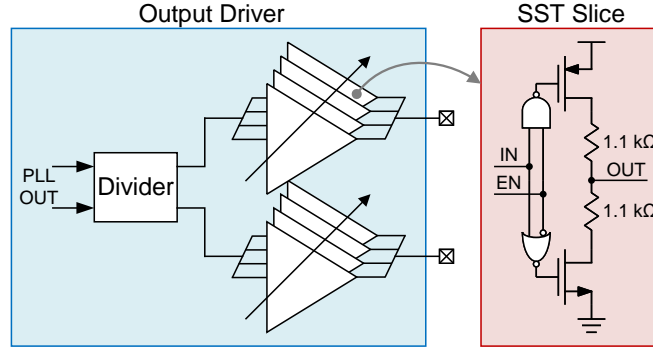 Output Driver
SST Slice
PLL
OUT
Divider
IN
EN
1.1 kΩ
OUT
1.1 kΩ